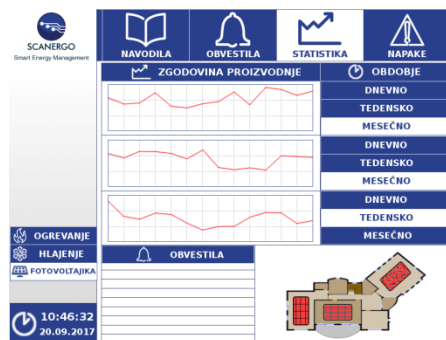 SCANERGO
Smart Energy Management
NAVODILA
OBVESTILA
STATISTIKA
NAPAKE
ZGODOVINA PROIZVODNJE
OBDOBJE
DNEVNO
TEDENSKO
MESEČNO
DNEVNO
TEDENSKO
MESEČNO
DNEVNO
TEDENSKO
MESEČNO
OGREVANJE
HLAJENJE
FOTOVOLTAJIKA
OBVESTILA
10:46:32
20.09.2017